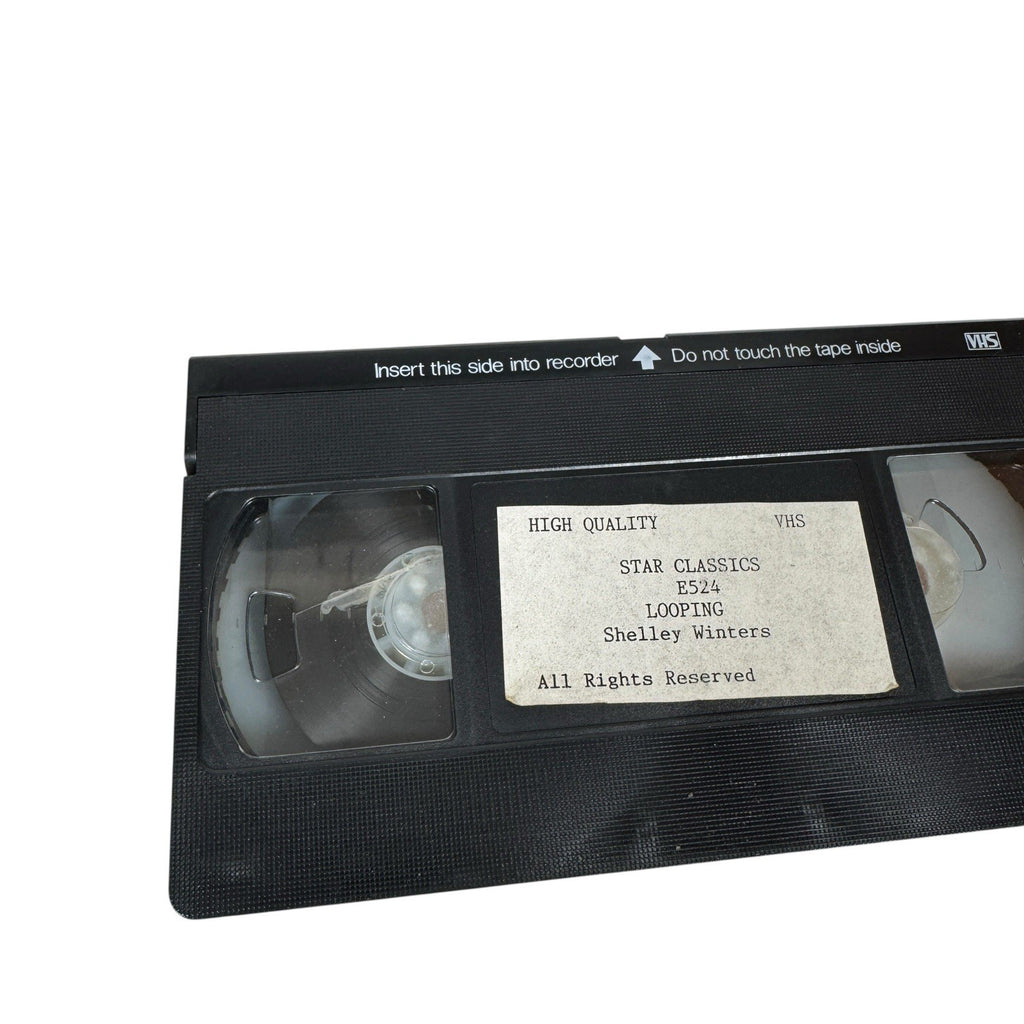 Insert this side into recorder Do not touch the tape inside VHS
HIGH QUALITY VHS
STAR CLASSICS
E524
LOOPING
Shelley Winters
All Rights Reserved